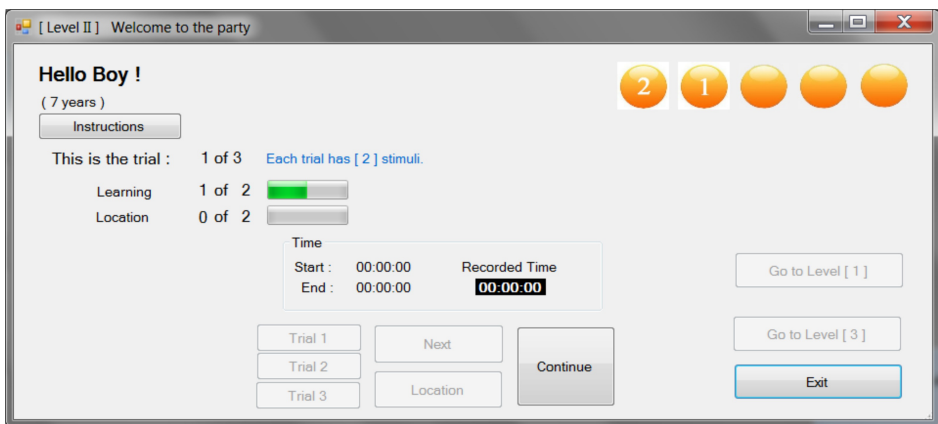 [ Level II ]   Welcome to the party
Hello Boy !
2 1
( 7 years )
Instructions
This is the trial :   1 of 3   Each trial has [ 2 ] stimuli.
Learning   1 of 2
Location   0 of 2
Time
Start :   00:00:00   Recorded Time
End :   00:00:00   00:00:00
Go to Level [ 1 ]
Trial 1
Next
Trial 2
Continue
Location
Trial 3
Go to Level [ 3 ]
Exit